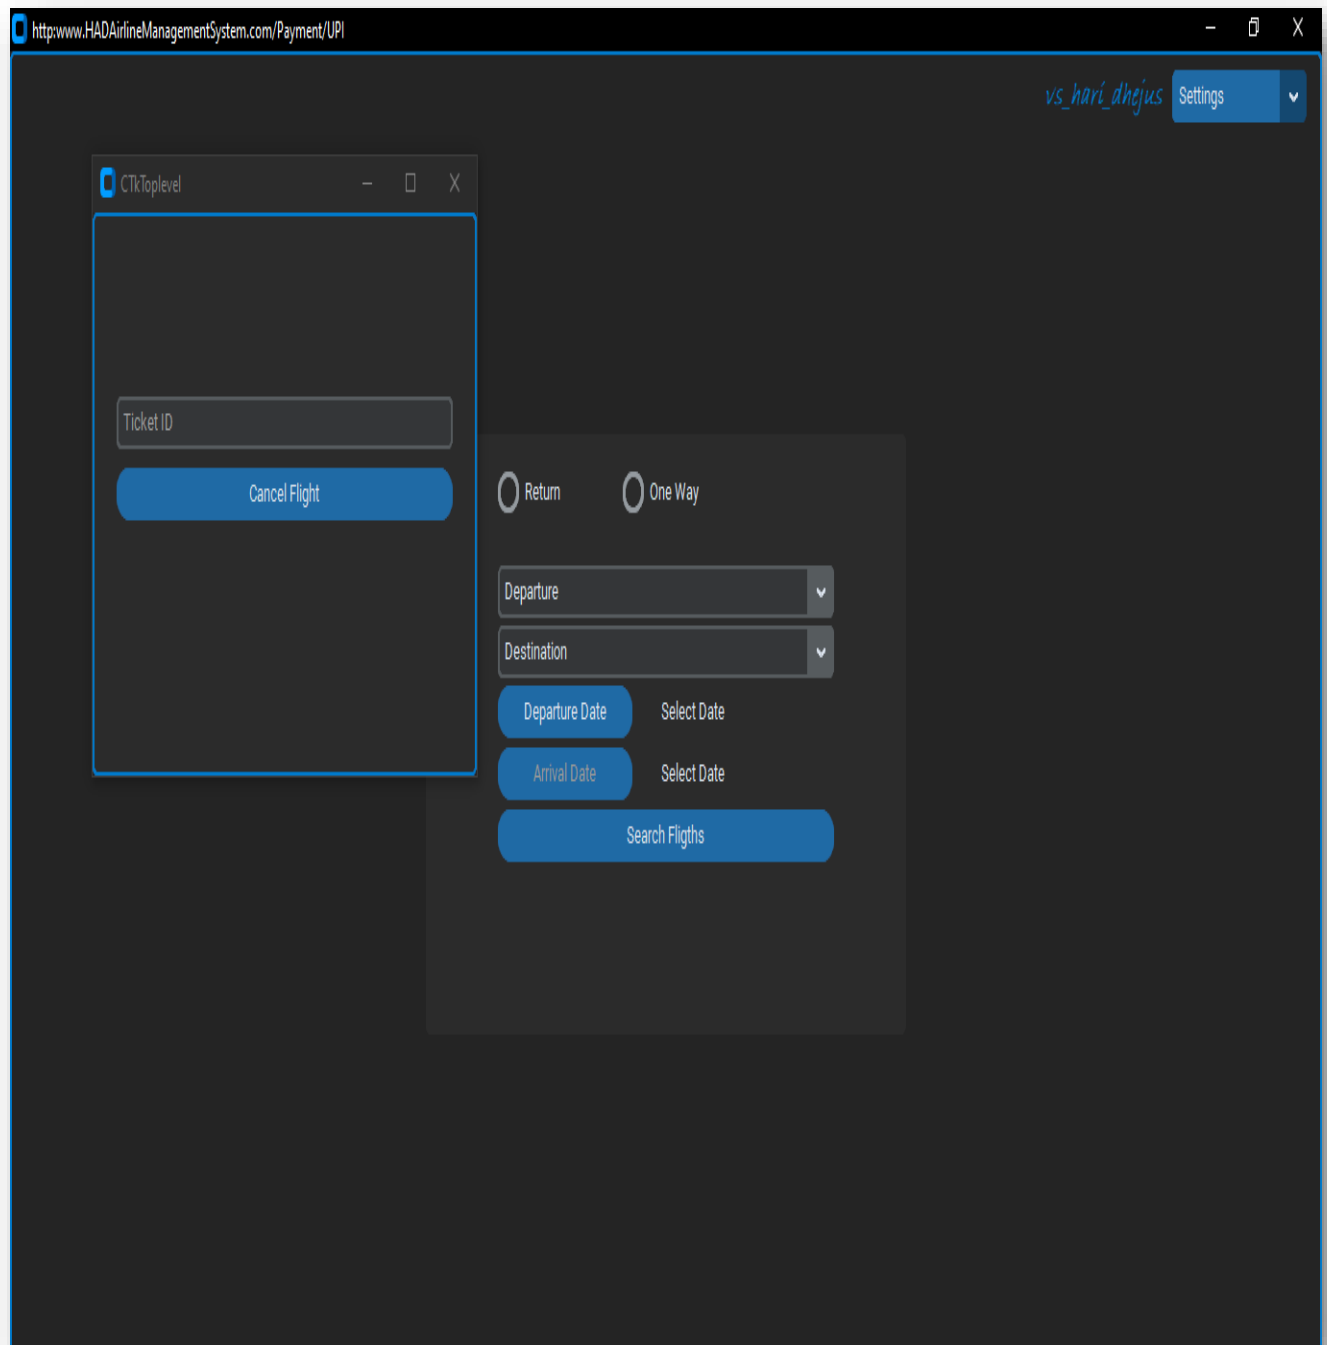 http:www.HADAirlineManagementSystem.com/Payment/UPI
vs_hari_dhejus Settings
CTkToplevel
Ticket ID
Cancel Flight
Return One Way
Departure
Destination
Departure Date Select Date
Arrival Date Select Date
Search Fligths